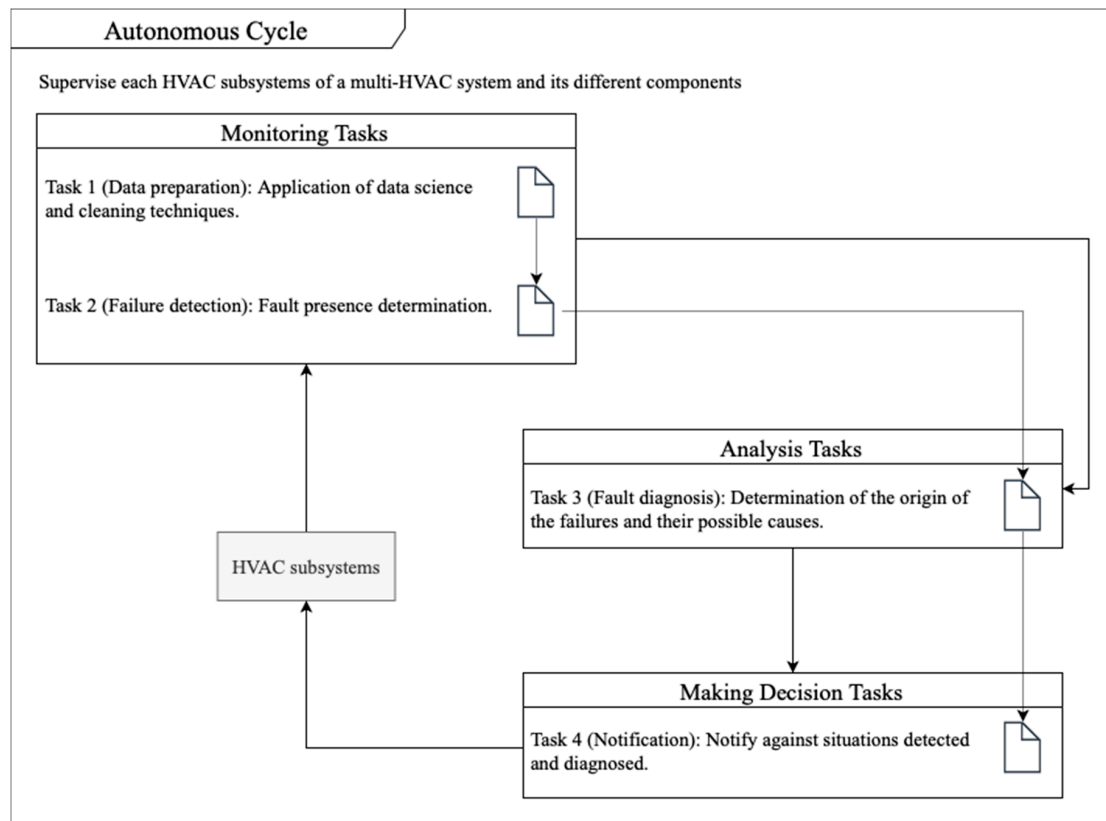 Autonomous Cycle
Supervise each HVAC subsystems of a multi-HVAC system and its different components
Monitoring Tasks
Task 1 (Data preparation): Application of data science
and cleaning techniques.
Task 2 (Failure detection): Fault presence determination.
Analysis Tasks
Task 3 (Fault diagnosis): Determination of the origin of
the failures and their possible causes.
HVAC subsystems
Making Decision Tasks
Task 4 (Notification): Notify against situations detected
and diagnosed.